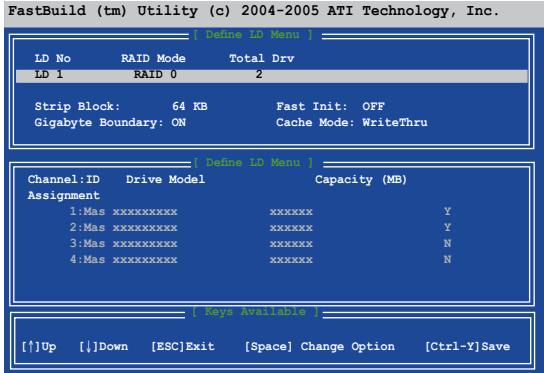 FastBuild (tm) Utility (c) 2004-2005 ATI Technology, Inc.
[ Define LD Menu ]
LD No RAID Mode Total Drv
LD 1 RAID 0 2
Strip Block: 64 KB Fast Init: OFF
Gigabyte Boundary: ON Cache Mode: WriteThru
[ Define LD Menu ]
Channel:ID Drive Model Capacity (MB)
Assignment
1:Mas xxxxxxxxx xxxxxx Y
2:Mas xxxxxxxxx xxxxxx Y
3:Mas xxxxxxxxx xxxxxx N
4:Mas xxxxxxxxx xxxxxx N
[ Keys Available ]
[↑]Up [↓]Down [ESC]Exit [Space] Change Option [Ctrl-Y]Save